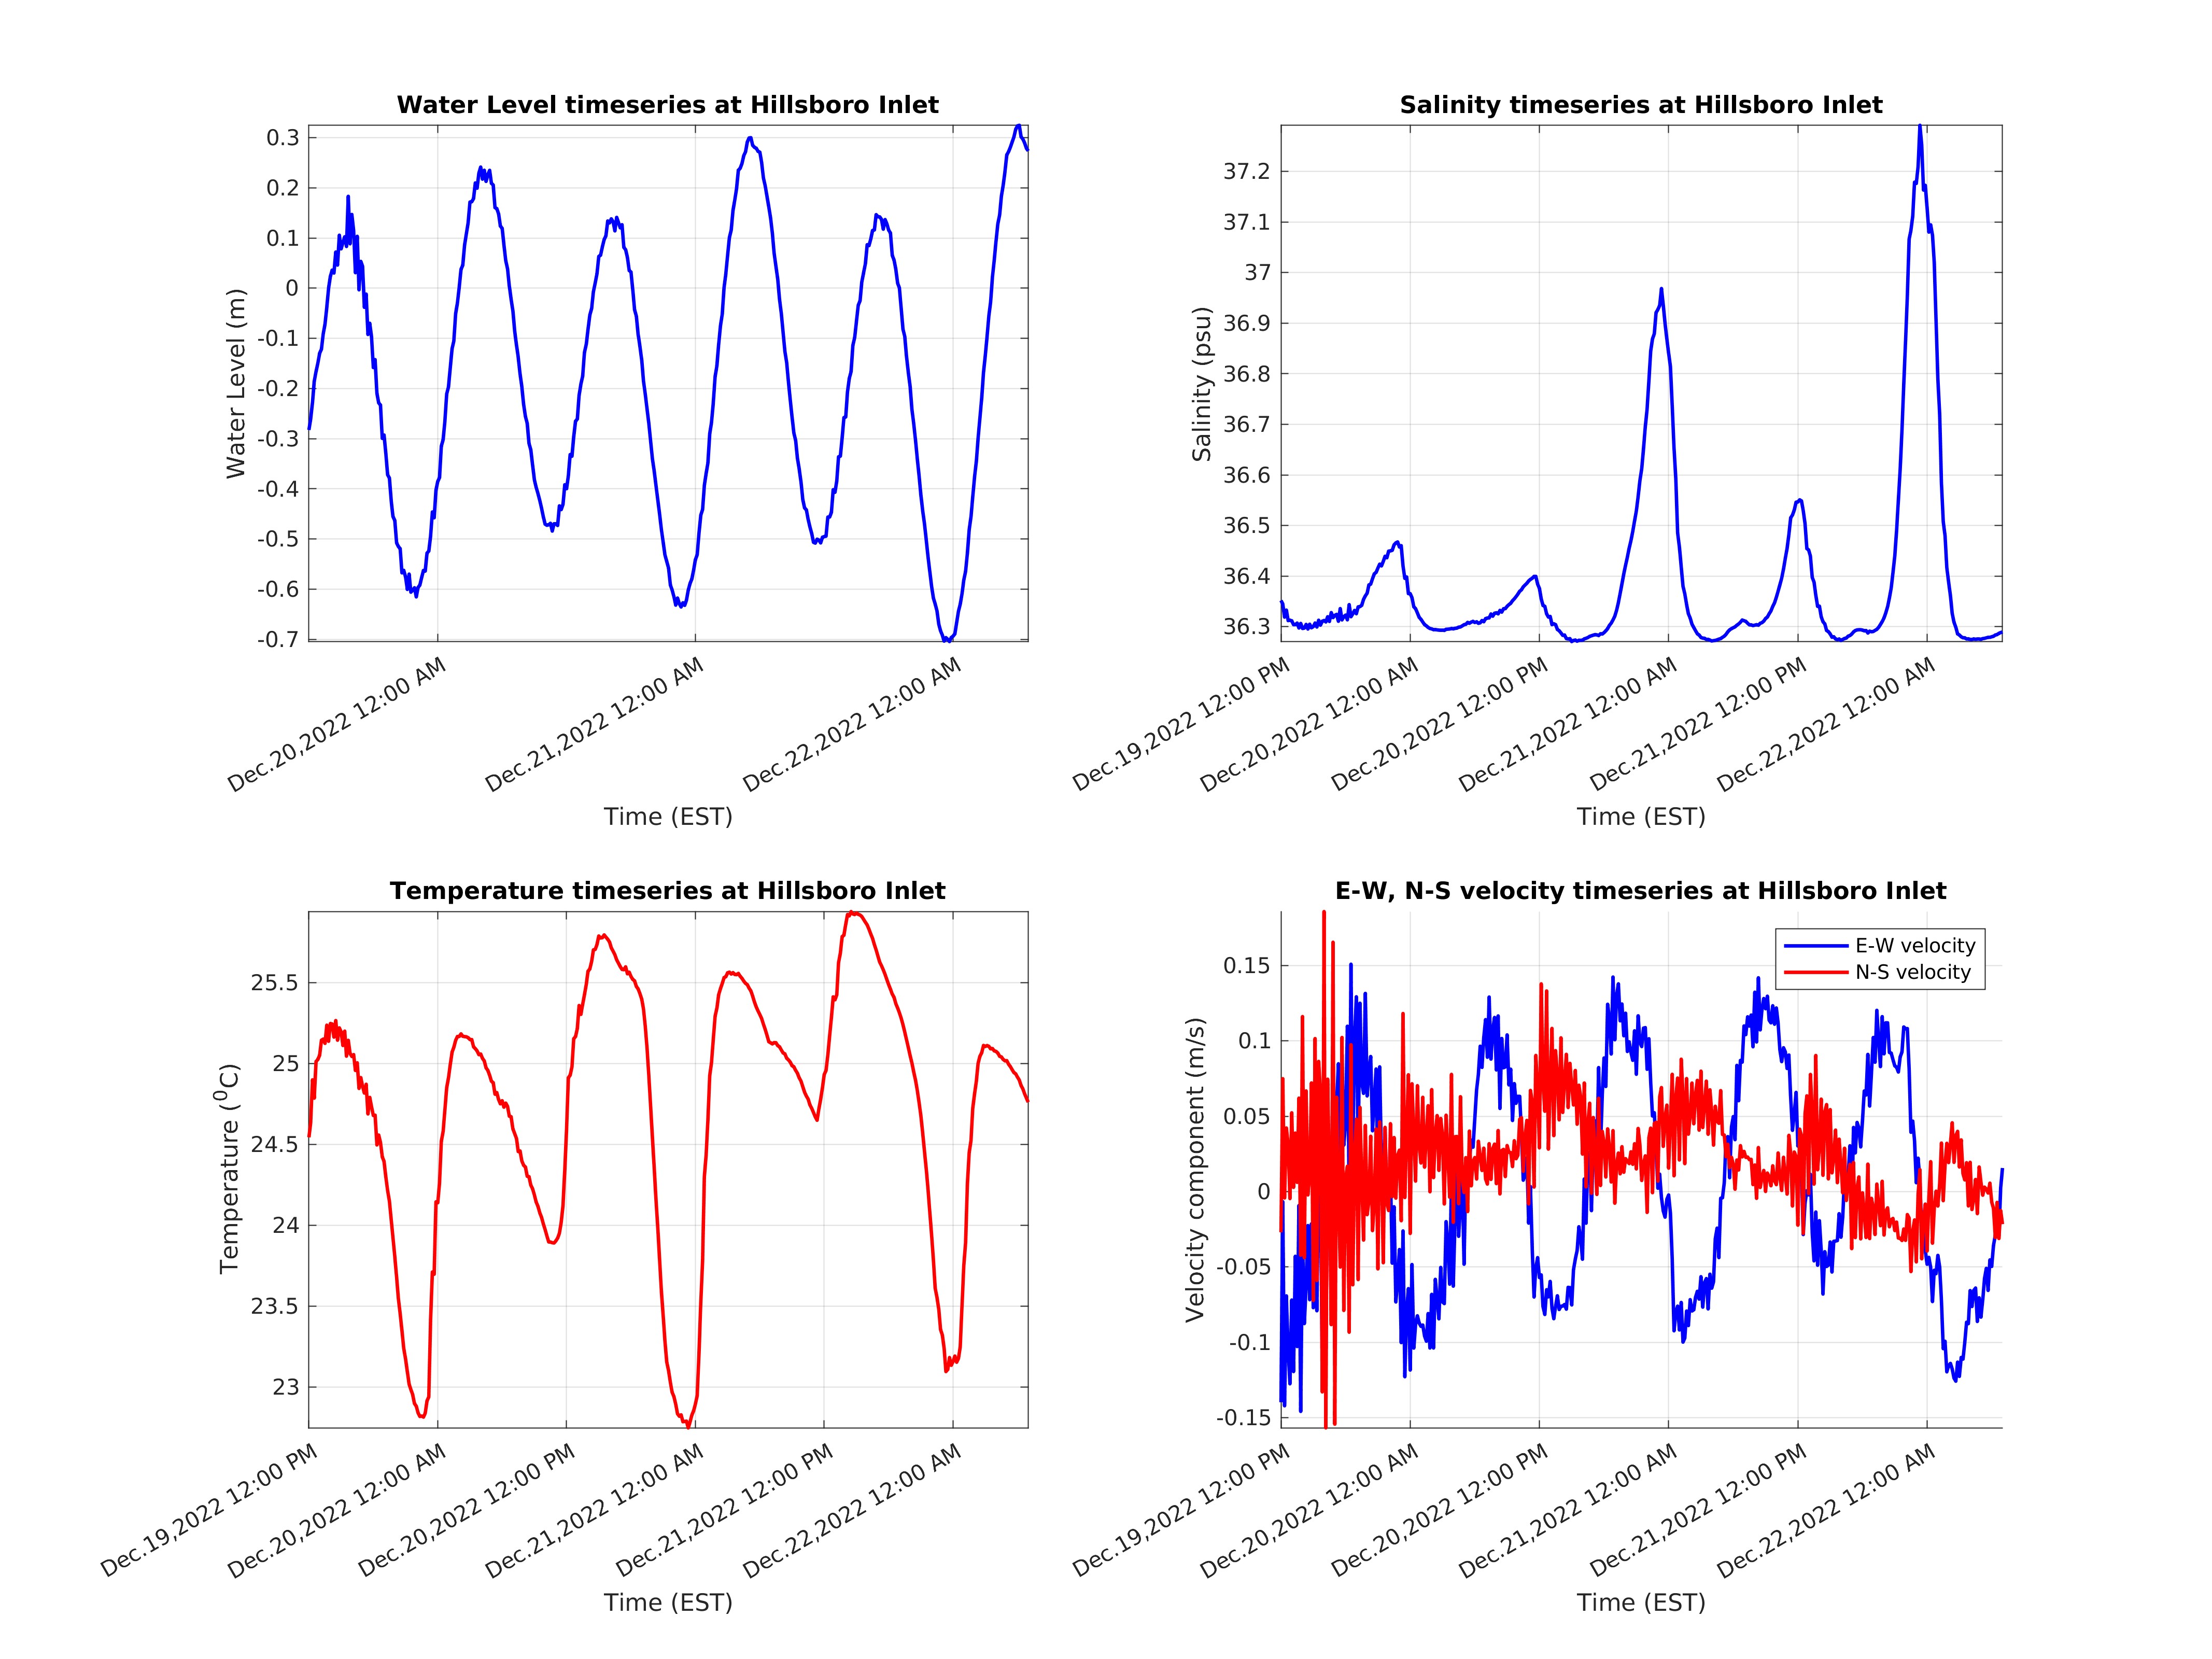 Water Level timeseries at Hillsboro Inlet
Water Level (m)
0.3
0.2
0.1
0
-0.1
-0.2
-0.3
-0.4
-0.5
-0.6
-0.7
Dec.20,2022 12:00 AM
Dec.21,2022 12:00 AM
Dec.22,2022 12:00 AM
Time (EST)
Salinity timeseries at Hillsboro Inlet
Salinity (psu)
37.2
37.1
37
36.9
36.8
36.7
36.6
36.5
36.4
36.3
Dec.19,2022 12:00 PM
Dec.20,2022 12:00 AM
Dec.20,2022 12:00 PM
Dec.21,2022 12:00 AM
Dec.21,2022 12:00 PM
Dec.22,2022 12:00 AM
Time (EST)
Temperature timeseries at Hillsboro Inlet
Temperature (⁰C)
25.5
25
24.5
24
23.5
23
Dec.19,2022 12:00 PM
Dec.20,2022 12:00 AM
Dec.20,2022 12:00 PM
Dec.21,2022 12:00 AM
Dec.21,2022 12:00 PM
Dec.22,2022 12:00 AM
Time (EST)
E-W, N-S velocity timeseries at Hillsboro Inlet
E-W velocity
N-S velocity
Velocity component (m/s)
0.15
0.1
0.05
0
-0.05
-0.1
-0.15
Dec.19,2022 12:00 PM
Dec.20,2022 12:00 AM
Dec.20,2022 12:00 PM
Dec.21,2022 12:00 AM
Dec.21,2022 12:00 PM
Dec.22,2022 12:00 AM
Time (EST)